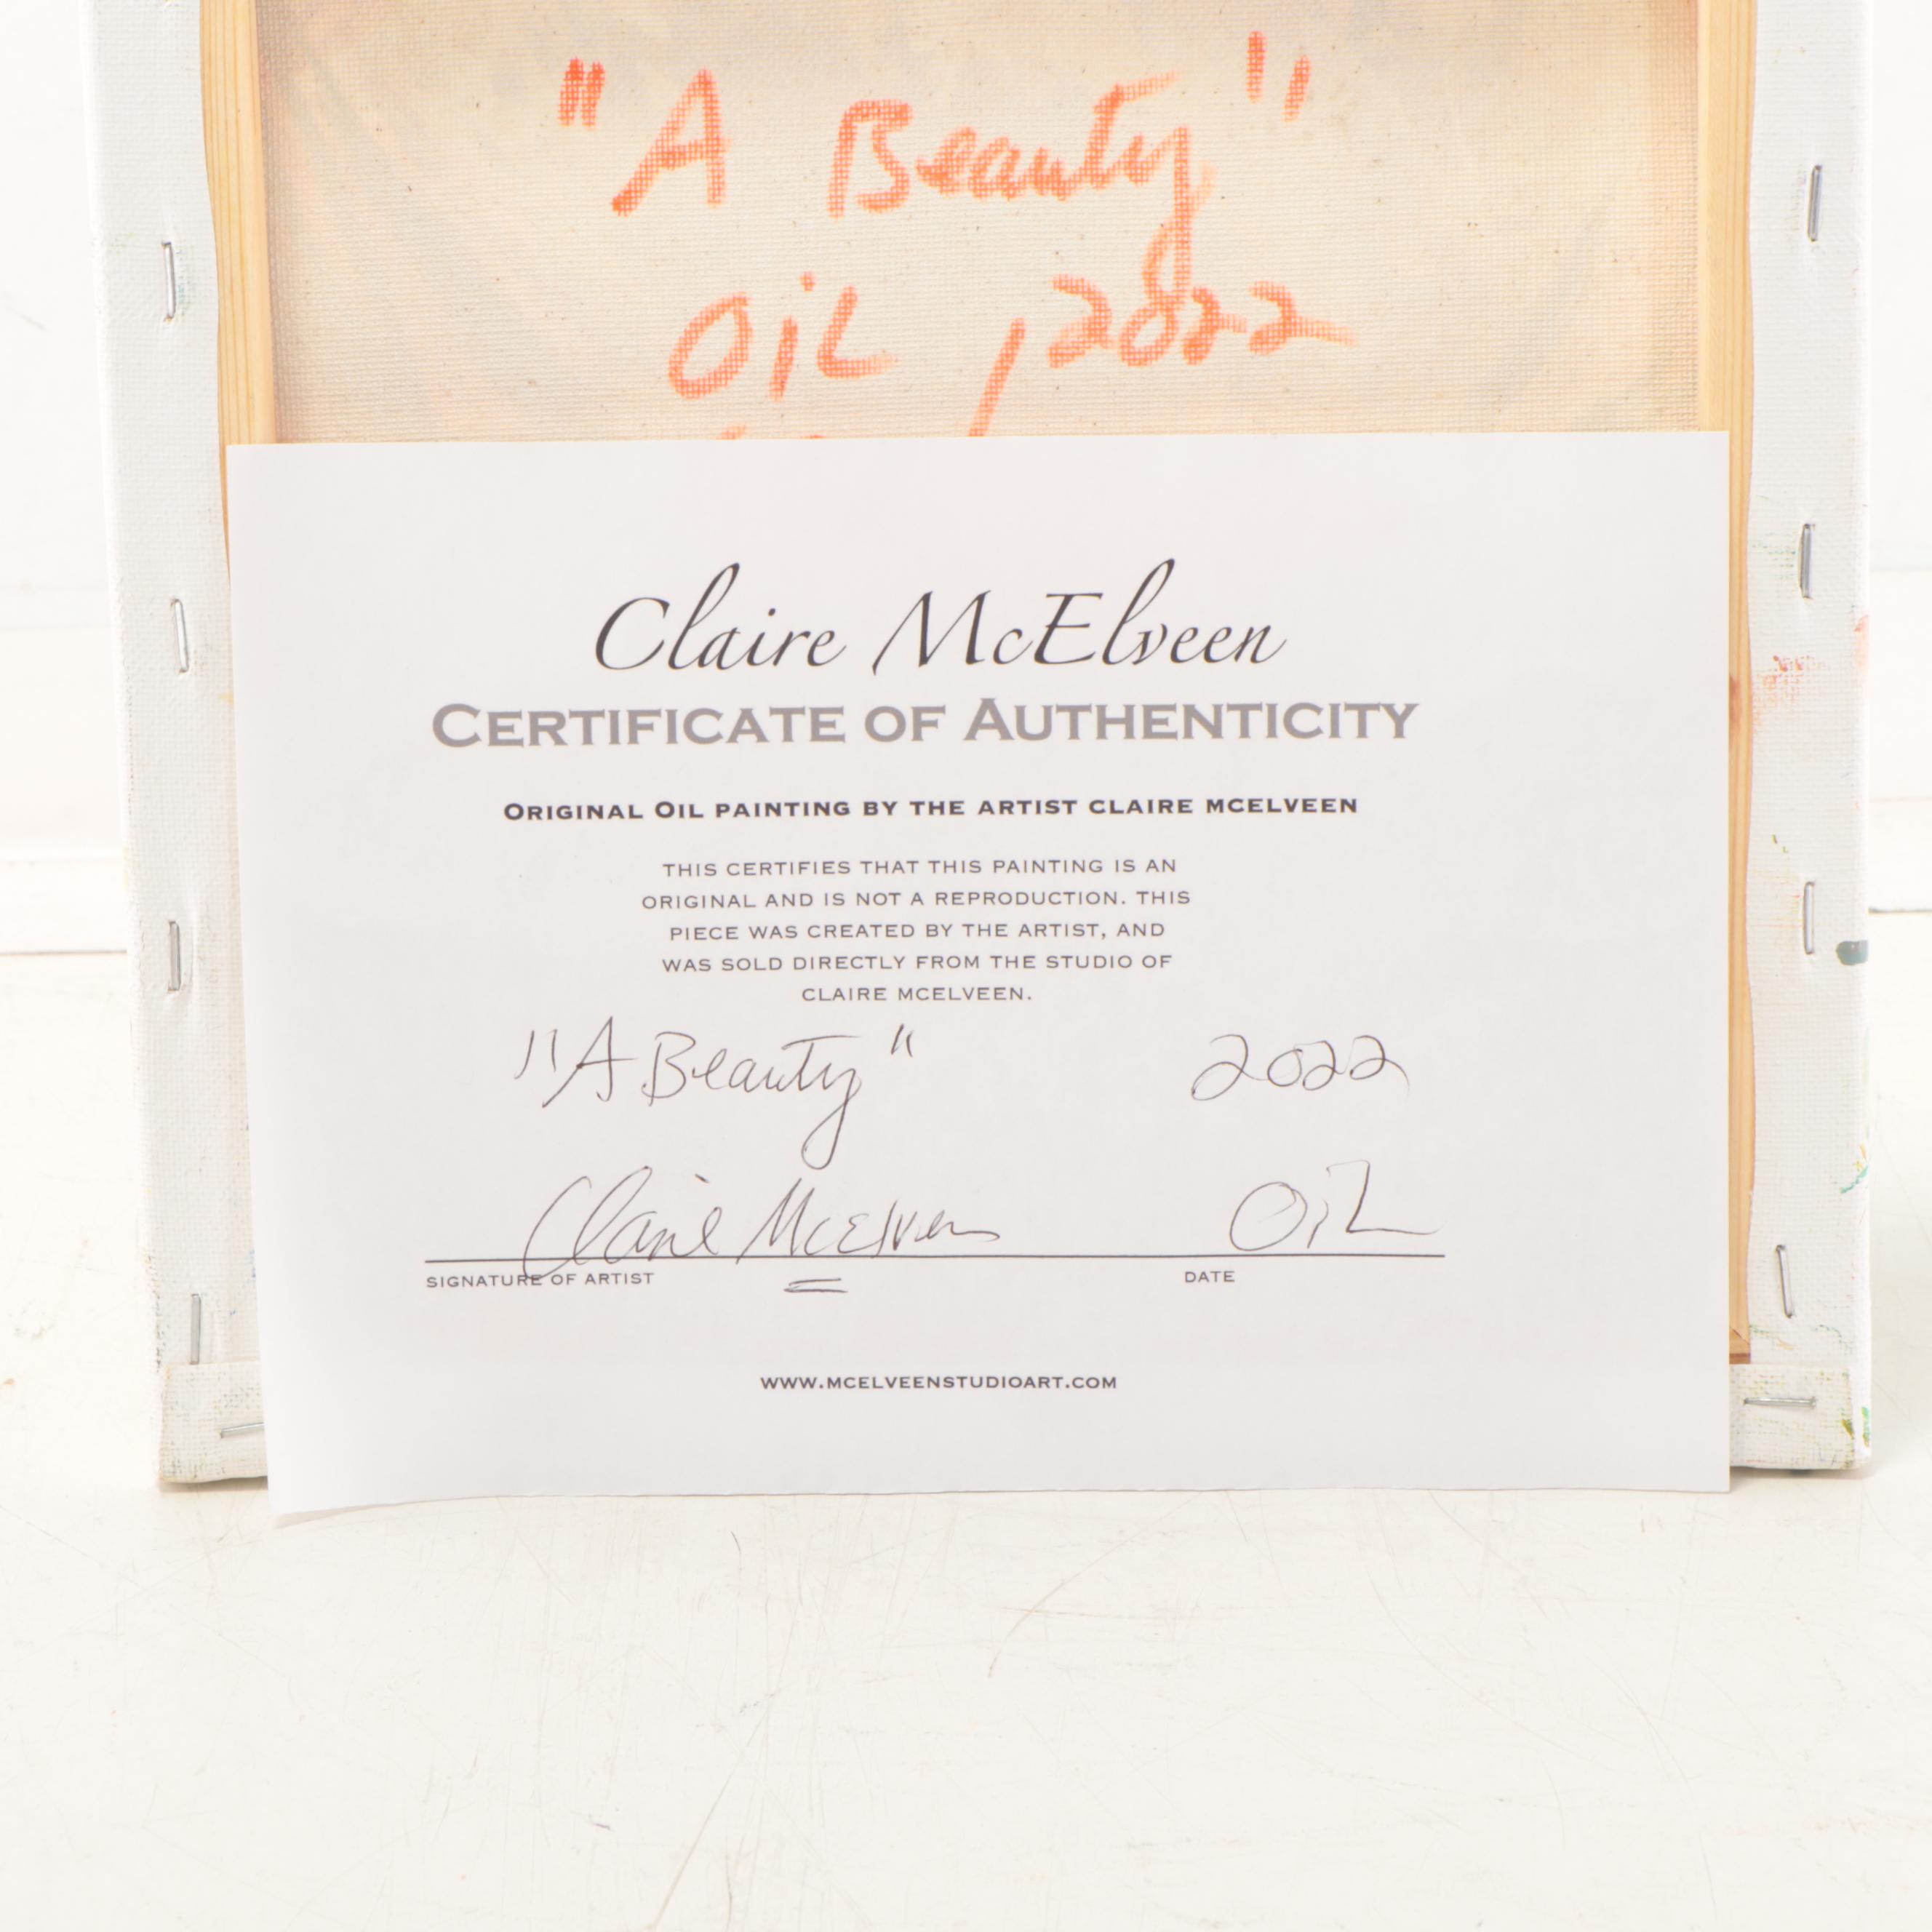 "A Beauty"
OiL, 2022
Claire McElveen
CERTIFICATE OF AUTHENTICITY
ORIGINAL OIL PAINTING BY THE ARTIST CLAIRE MCELVEEN
THIS CERTIFIES THAT THIS PAINTING IS AN
ORIGINAL AND IS NOT A REPRODUCTION. THIS
PIECE WAS CREATED BY THE ARTIST, AND
WAS SOLD DIRECTLY FROM THE STUDIO OF
CLAIRE MCELVEEN.
"A Beauty" 2022
Claire McElveen OiL
SIGNATURE OF ARTIST DATE
WWW.MCELVEENSTUDIOART.COM